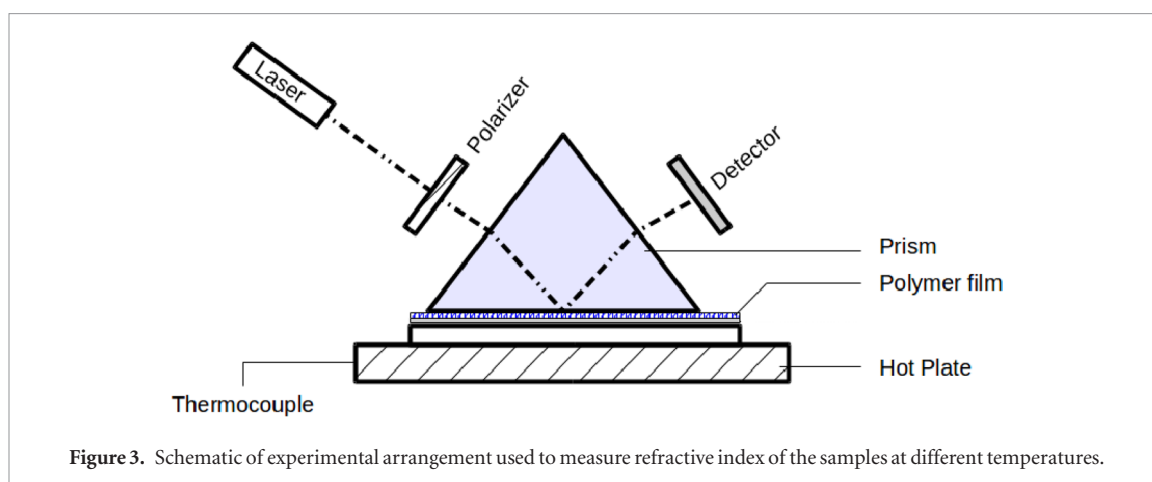 Laser
Polarizer
Detector
Prism
Polymer film
Hot Plate
Thermocouple
Figure 3. Schematic of experimental arrangement used to measure refractive index of the samples at different temperatures.